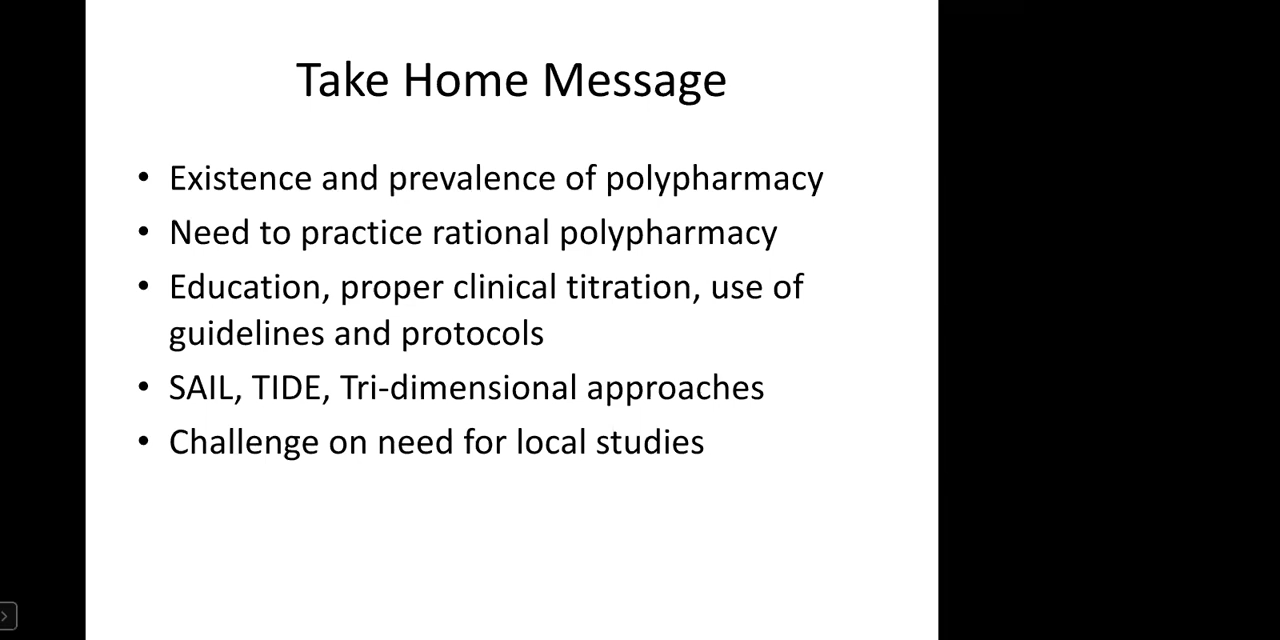 Take Home Message
• Existence and prevalence of polypharmacy
• Need to practice rational polypharmacy
• Education, proper clinical titration, use of
guidelines and protocols
• SAIL, TIDE, Tri-dimensional approaches
• Challenge on need for local studies